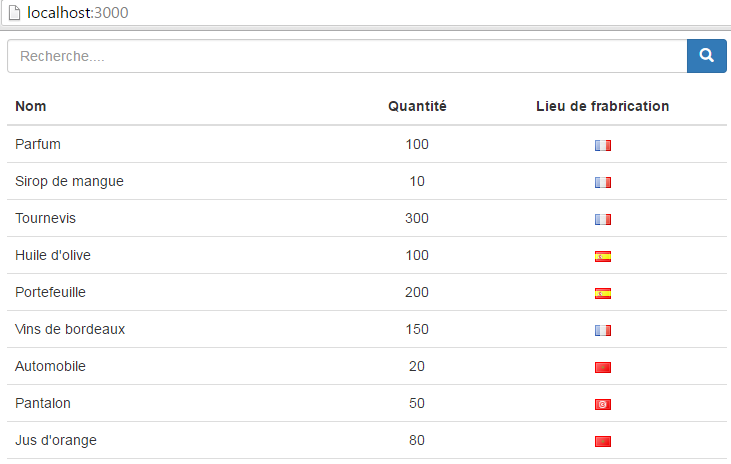 localhost:3000
Recherche....
Nom Quantité Lieu de frabrication
Parfum 100
Sirop de mangue 10
Tournevis 300
Huile d'olive 100
Portefeuille 200
Vins de bordeaux 150
Automobile 20
Pantalon 50
Jus d'orange 80